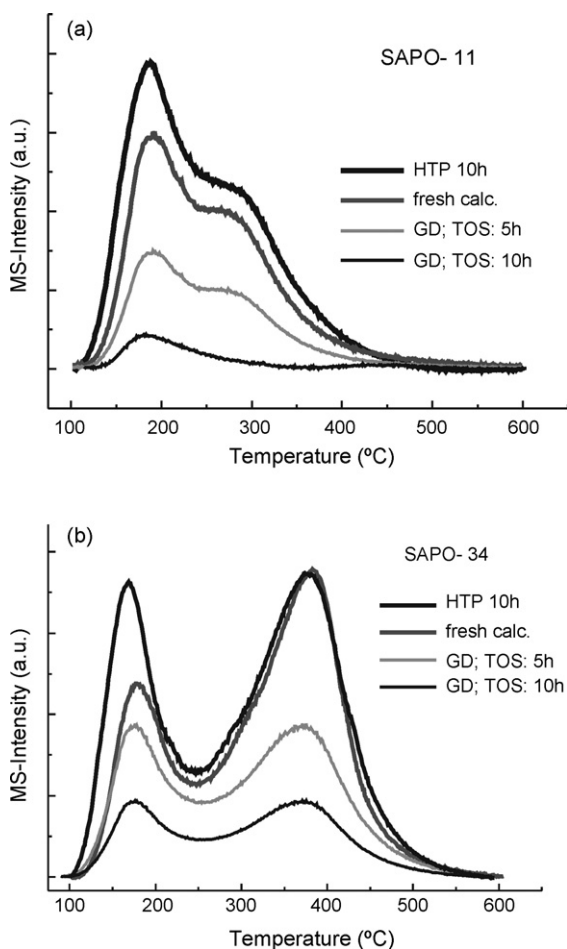 (a)
SAPO- 11
HTP 10h
fresh calc.
GD; TOS: 5h
GD; TOS: 10h
MS-Intensity (a.u.)
100 200 300 400 500 600
Temperature (ºC)
(b)
SAPO- 34
HTP 10h
fresh calc.
GD; TOS: 5h
GD; TOS: 10h
MS-Intensity (a.u.)
100 200 300 400 500 600
Temperature (ºC)